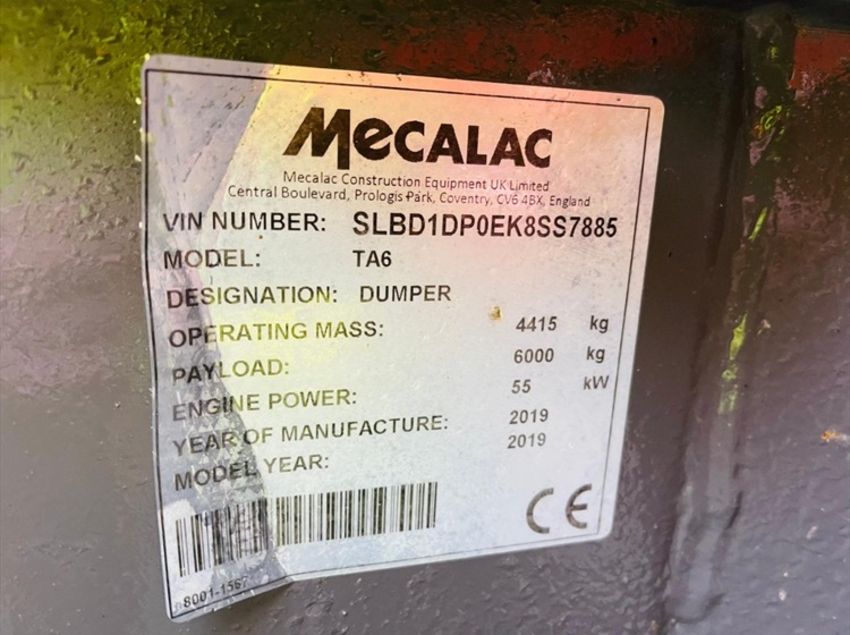 MECALAC
Mecalac Construction Equipment UK Limited
Central Boulevard, Prologis Park, Coventry, CV6 4BX, England
VIN NUMBER: SLBD1DP0EK8SS7885
MODEL: TA6
DESIGNATION: DUMPER
OPERATING MASS: 4415 kg
PAYLOAD: 6000 kg
ENGINE POWER: 55 kW
YEAR OF MANUFACTURE: 2019
MODEL YEAR: 2019
CE
8001-1567